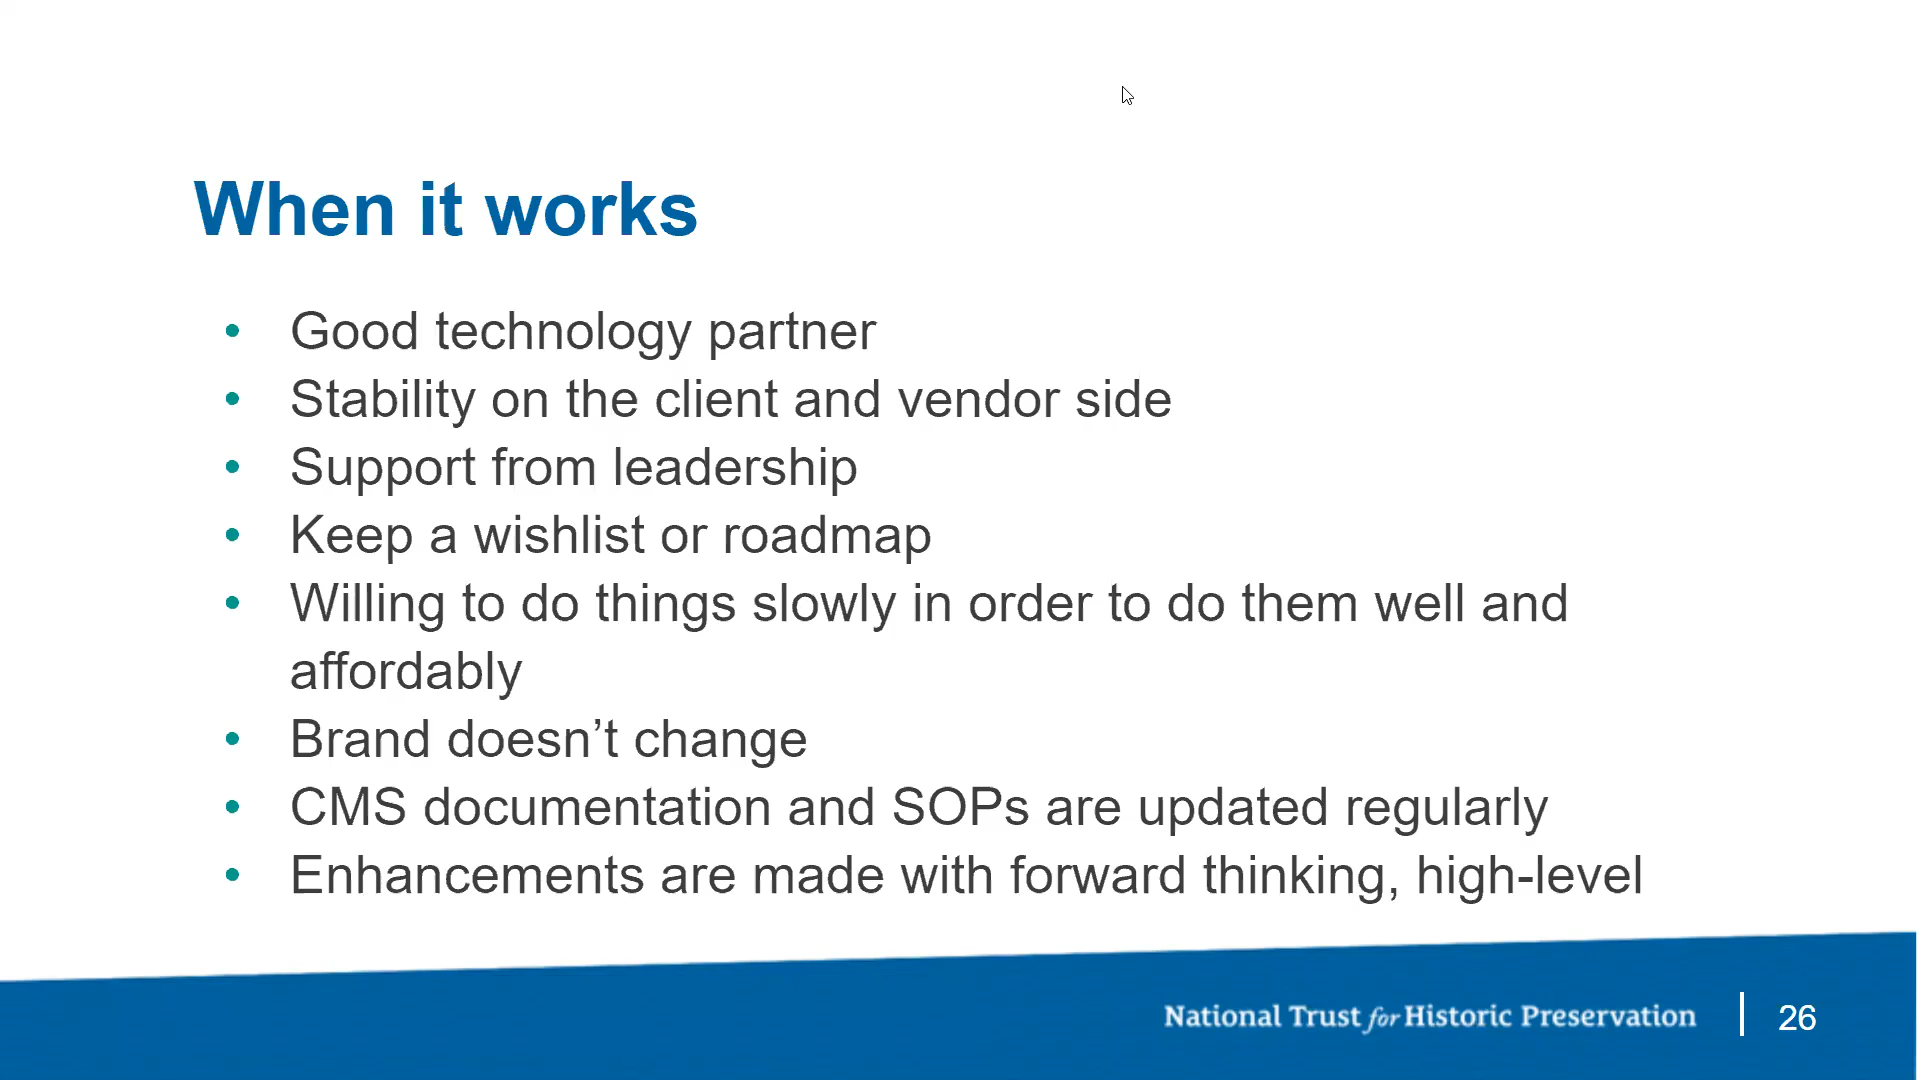 When it works
• Good technology partner
• Stability on the client and vendor side
• Support from leadership
• Keep a wishlist or roadmap
• Willing to do things slowly in order to do them well and
affordably
• Brand doesn’t change
• CMS documentation and SOPs are updated regularly
• Enhancements are made with forward thinking, high-level
National Trust for Historic Preservation | 26